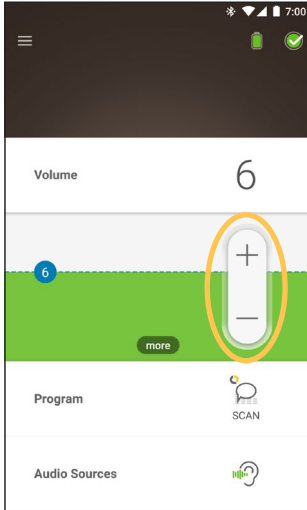 7:00
Volume
6
+
6
−
more
Program
SCAN
Audio Sources